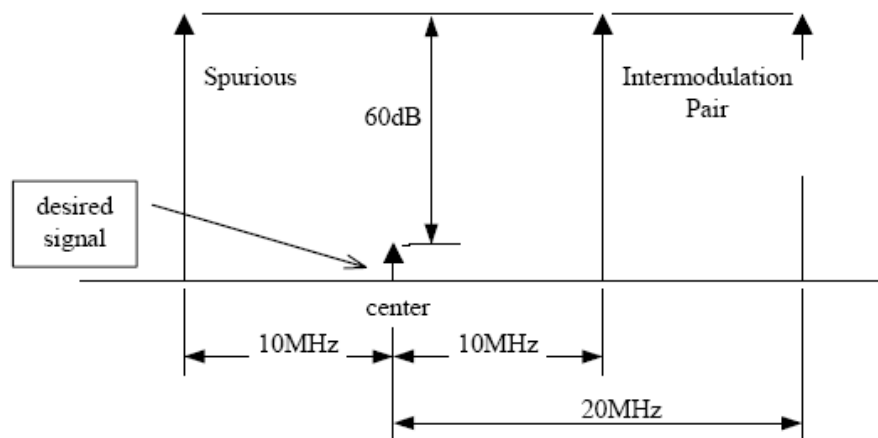 Spurious
Intermodulation
Pair
60dB
desired
signal
center
10MHz
10MHz
20MHz